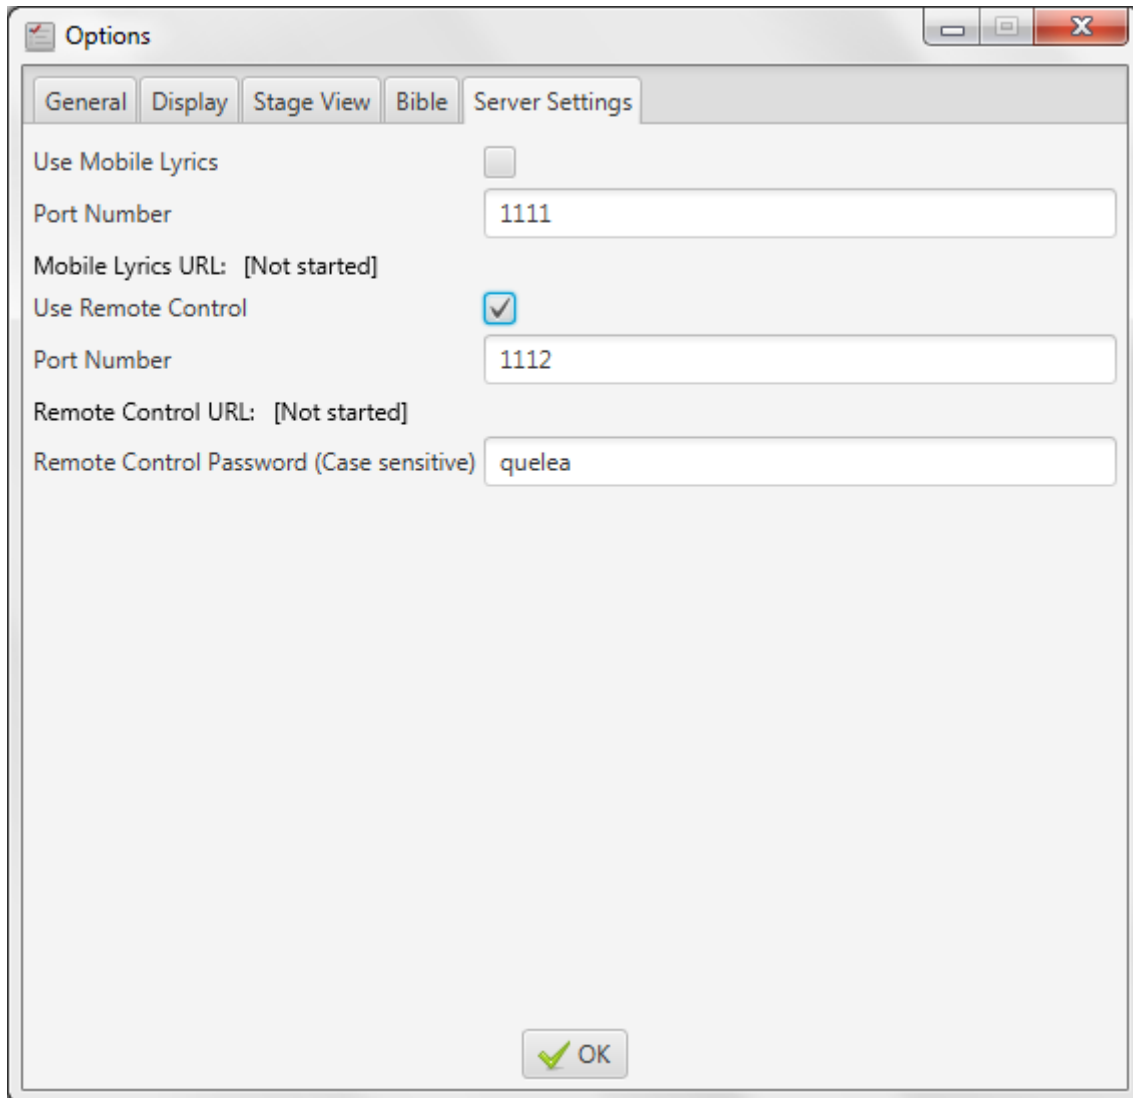 Options
General Display Stage View Bible Server Settings
Use Mobile Lyrics
Port Number 1111
Mobile Lyrics URL: [Not started]
Use Remote Control
Port Number 1112
Remote Control URL: [Not started]
Remote Control Password (Case sensitive) quelea
OK